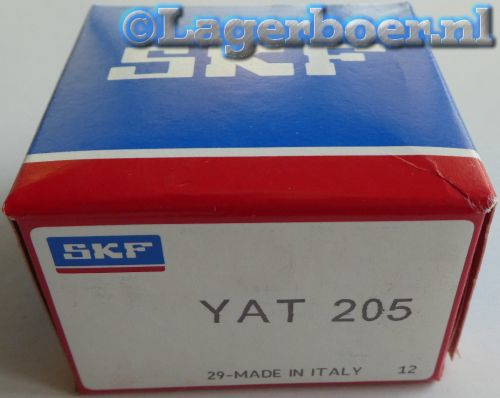 ©Lagerboer.nl
SKF
SKF
YAT 205
29-MADE IN ITALY 12